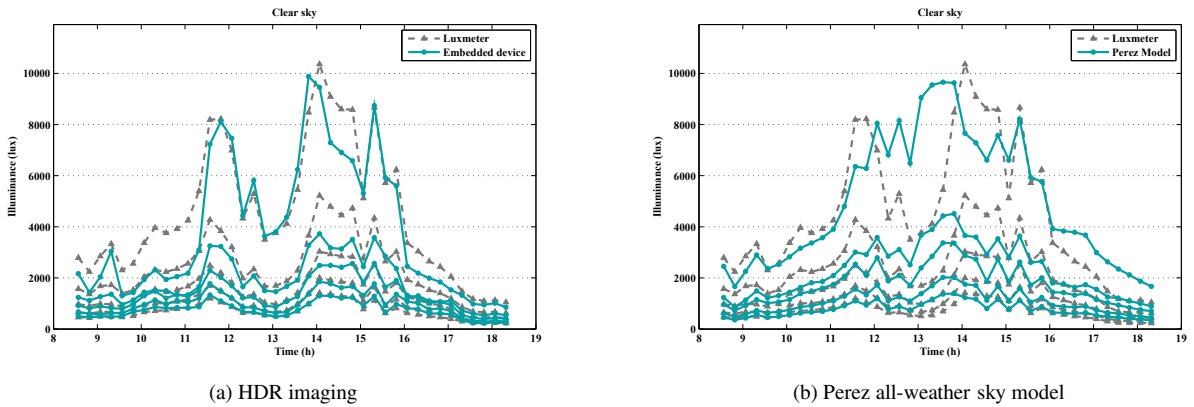 Clear sky
Luxmeter
Embedded device
Illuminance (lux)
10000
8000
6000
4000
2000
0
8 9 10 11 12 13 14 15 16 17 18 19
Time (h)
(a) HDR imaging
Clear sky
Luxmeter
Perez Model
Illuminance (lux)
10000
8000
6000
4000
2000
0
8 9 10 11 12 13 14 15 16 17 18 19
Time (h)
(b) Perez all-weather sky model